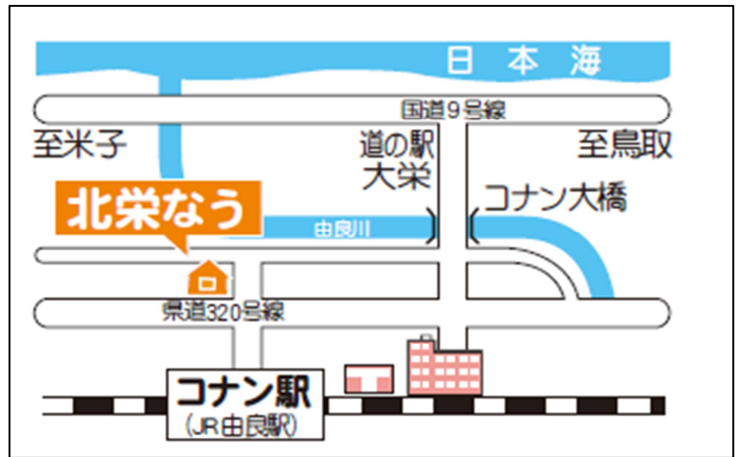 日本海
国道9号線
至米子
道の駅
大栄
至鳥取
コナン大橋
北栄なう
由良川
県道320号線
コナン駅
(JR由良駅)